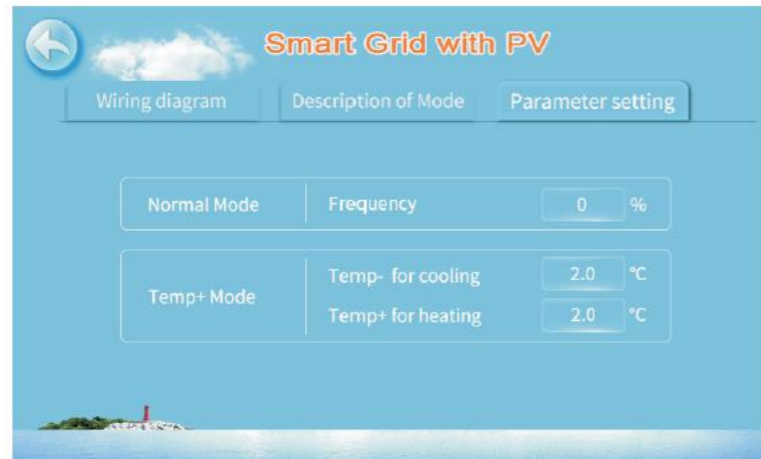 Smart Grid with PV
Wiring diagram Description of Mode Parameter setting
Normal Mode Frequency 0 %
Temp- for cooling 2.0 °C
Temp+ Mode
Temp+ for heating 2.0 °C